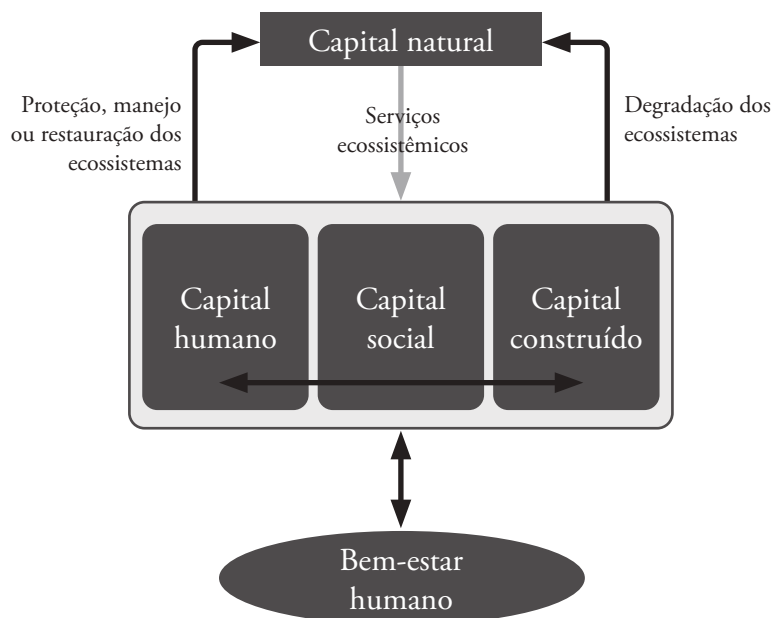 Capital natural
Proteção, manejo
ou restauração dos
ecossistemas
Serviços
ecossistêmicos
Degradação dos
ecossistemas
Capital
humano
Capital
social
Capital
construído
Bem-estar
humano